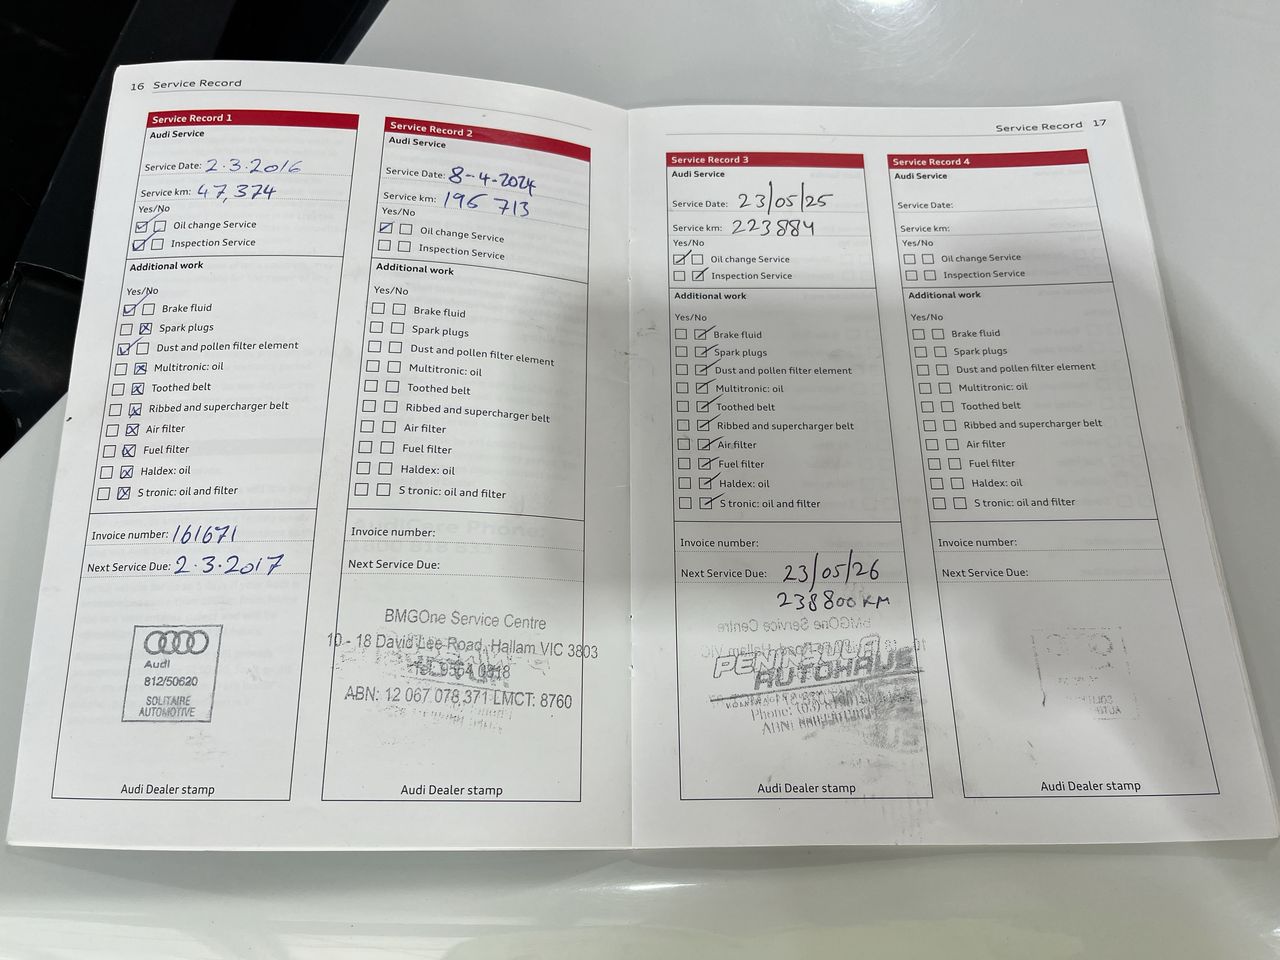 16 Service Record
Service Record 1
Audi Service
Service Date: 2.3.2016
Service km: 47,374
Yes/No
Oil change Service
Inspection Service
Additional work
Yes/No
Brake fluid
Spark plugs
Dust and pollen filter element
Multitronic: oil
Toothed belt
Ribbed and supercharger belt
Air filter
Fuel filter
Haldex: oil
S tronic: oil and filter
Invoice number: 161671
Next Service Due: 2.3.2017
Audi
812/50620
SOLITAIRE
AUTOMOTIVE
Audi Dealer stamp
Service Record 2
Audi Service
Service Date: 8-4-2024
Service km: 196 713
Yes/No
Oil change Service
Inspection Service
Additional work
Yes/No
Brake fluid
Spark plugs
Dust and pollen filter element
Multitronic: oil
Toothed belt
Ribbed and supercharger belt
Air filter
Fuel filter
Haldex: oil
S tronic: oil and filter
Invoice number:
Next Service Due:
BMGOne Service Centre
10 - 18 David Lee Road, Hallam VIC 3803
ABN: 12 067 078 371 LMCT: 8760
Audi Dealer stamp
Service Record 17
Service Record 3
Audi Service
Service Date: 23/05/25
Service km: 223884
Yes/No
Oil change Service
Inspection Service
Additional work
Yes/No
Brake fluid
Spark plugs
Dust and pollen filter element
Multitronic: oil
Toothed belt
Ribbed and supercharger belt
Air filter
Fuel filter
Haldex: oil
S tronic: oil and filter
Invoice number:
Next Service Due: 23/05/26
238800 KM
PENINSULA
AUTOHAUS
Phone:
Audi Dealer stamp
Service Record 4
Audi Service
Service Date:
Service km:
Yes/No
Oil change Service
Inspection Service
Additional work
Yes/No
Brake fluid
Spark plugs
Dust and pollen filter element
Multitronic: oil
Toothed belt
Ribbed and supercharger belt
Air filter
Fuel filter
Haldex: oil
S tronic: oil and filter
Invoice number:
Next Service Due:
Audi Dealer stamp